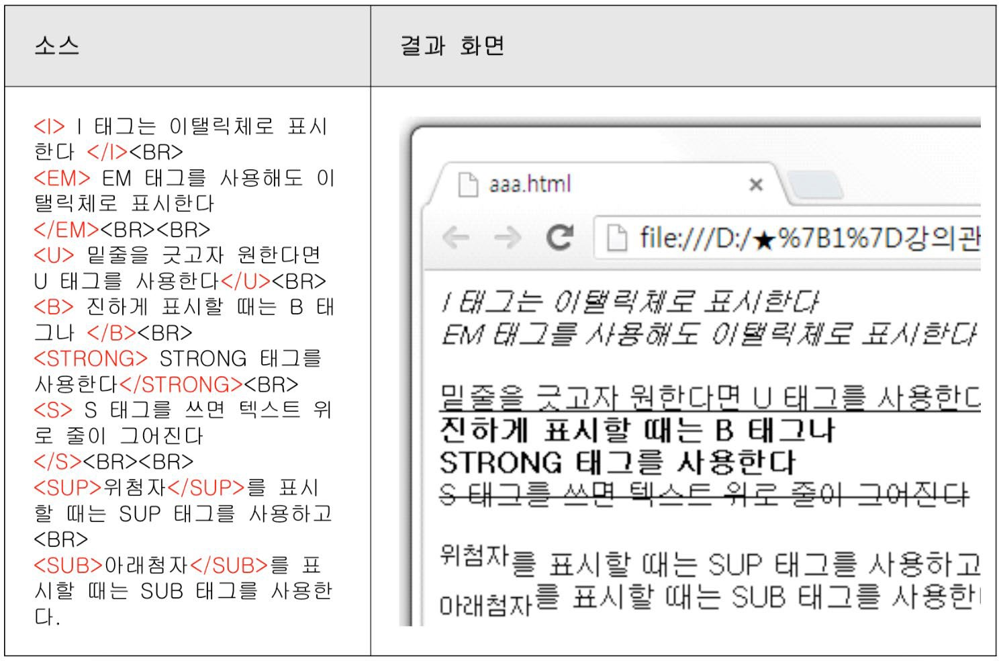 소스
결과 화면
<I> I 태그는 이탤릭체로 표시
한다 </I><BR>
<EM> EM 태그를 사용해도 이
탤릭체로 표시한다
</EM><BR><BR>
<U> 밑줄을 긋고자 원한다면
U 태그를 사용한다</U><BR>
<B> 진하게 표시할 때는 B 태
그나 </B><BR>
<STRONG> STRONG 태그를
사용한다</STRONG><BR>
<S> S 태그를 쓰면 텍스트 위
로 줄이 그어진다
</S><BR><BR>
<SUP>위첨자</SUP>를 표시
할 때는 SUP 태그를 사용하고
<BR>
<SUB>아래첨자</SUB>를 표
시할 때는 SUB 태그를 사용한
다.
aaa.html
file:///D:/★%7B1%7D강의관
I 태그는 이탤릭체로 표시한다
EM 태그를 사용해도 이탤릭체로 표시한다
밑줄을 긋고자 원한다면 U 태그를 사용한다
진하게 표시할 때는 B 태그나
STRONG 태그를 사용한다
S 태그를 쓰면 텍스트 위로 줄이 그어진다
위첨자를 표시할 때는 SUP 태그를 사용하고
아래첨자를 표시할 때는 SUB 태그를 사용한